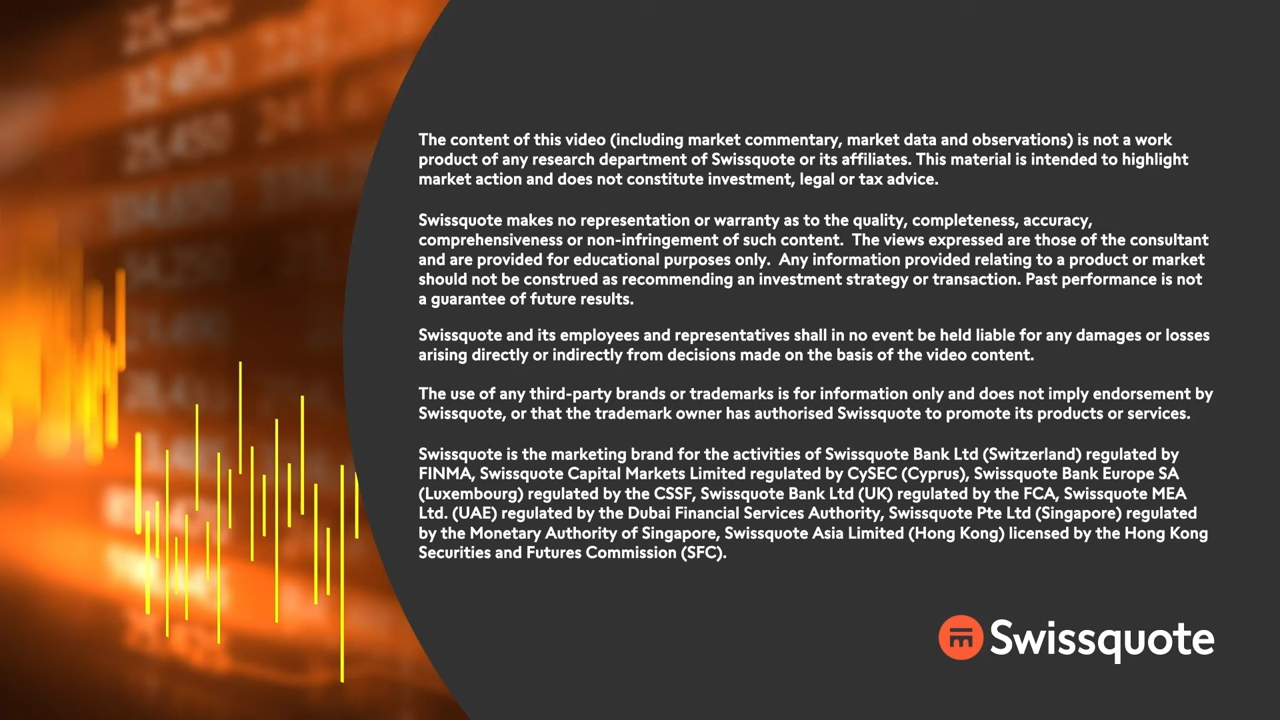 The content of this video (including market commentary, market data and observations) is not a work
product of any research department of Swissquote or its affiliates. This material is intended to highlight
market action and does not constitute investment, legal or tax advice.
Swissquote makes no representation or warranty as to the quality, completeness, accuracy,
comprehensiveness or non-infringement of such content. The views expressed are those of the consultant
and are provided for educational purposes only. Any information provided relating to a product or market
should not be construed as recommending an investment strategy or transaction. Past performance is not
a guarantee of future results.
Swissquote and its employees and representatives shall in no event be held liable for any damages or losses
arising directly or indirectly from decisions made on the basis of the video content.
The use of any third-party brands or trademarks is for information only and does not imply endorsement by
Swissquote, or that the trademark owner has authorised Swissquote to promote its products or services.
Swissquote is the marketing brand for the activities of Swissquote Bank Ltd (Switzerland) regulated by
FINMA, Swissquote Capital Markets Limited regulated by CySEC (Cyprus), Swissquote Bank Europe SA
(Luxembourg) regulated by the CSSF, Swissquote Bank Ltd (UK) regulated by the FCA, Swissquote MEA
Ltd. (UAE) regulated by the Dubai Financial Services Authority, Swissquote Pte Ltd (Singapore) regulated
by the Monetary Authority of Singapore, Swissquote Asia Limited (Hong Kong) licensed by the Hong Kong
Securities and Futures Commission (SFC).
Swissquote